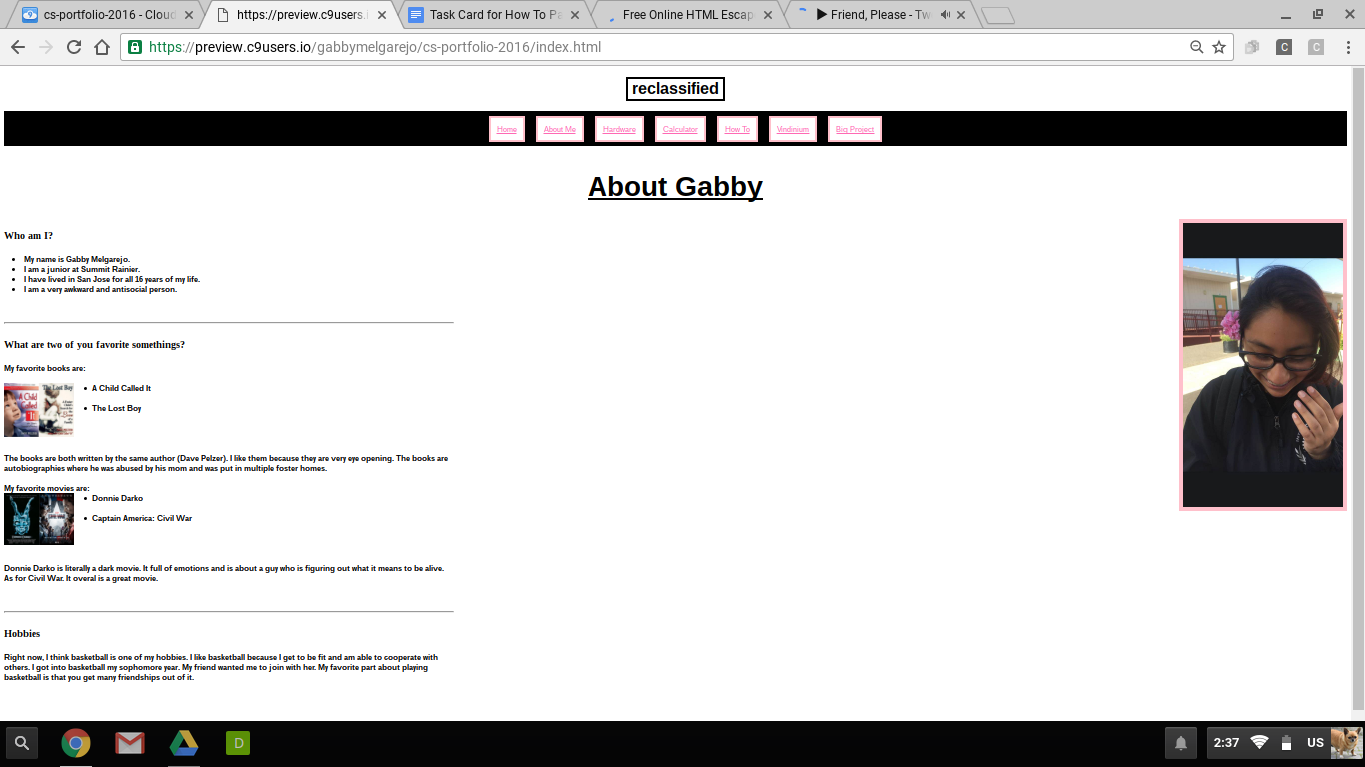 cs-portfolio-2016 - Cloud
https://preview.c9users.i
Task Card for How To Pa
Free Online HTML Escap
▶ Friend, Please - Tw
https://preview.c9users.io/gabbymelgarejo/cs-portfolio-2016/index.html
C
C
reclassified
Home About Me Hardware Calculator How To Vindinium Big Project
About Gabby
Who am I?
• My name is Gabby Melgarejo.
• I am a junior at Summit Rainier.
• I have lived in San Jose for all 16 years of my life.
• I am a very awkward and antisocial person.
What are two of you favorite somethings?
My favorite books are:
A Child Called It
The Lost Boy
• A Child Called It
• The Lost Boy
The books are both written by the same author (Dave Pelzer). I like them because they are very eye opening. The books are
autobiographies where he was abused by his mom and was put in multiple foster homes.
My favorite movies are:
• Donnie Darko
• Captain America: Civil War
Donnie Darko is literally a dark movie. It full of emotions and is about a guy who is figuring out what it means to be alive.
As for Civil War. It overal is a great movie.
Hobbies
Right now, I think basketball is one of my hobbies. I like basketball because I get to be fit and am able to cooperate with
others. I got into basketball my sophomore year. My friend wanted me to join with her. My favorite part about playing
basketball is that you get many friendships out of it.
D
2:37 US